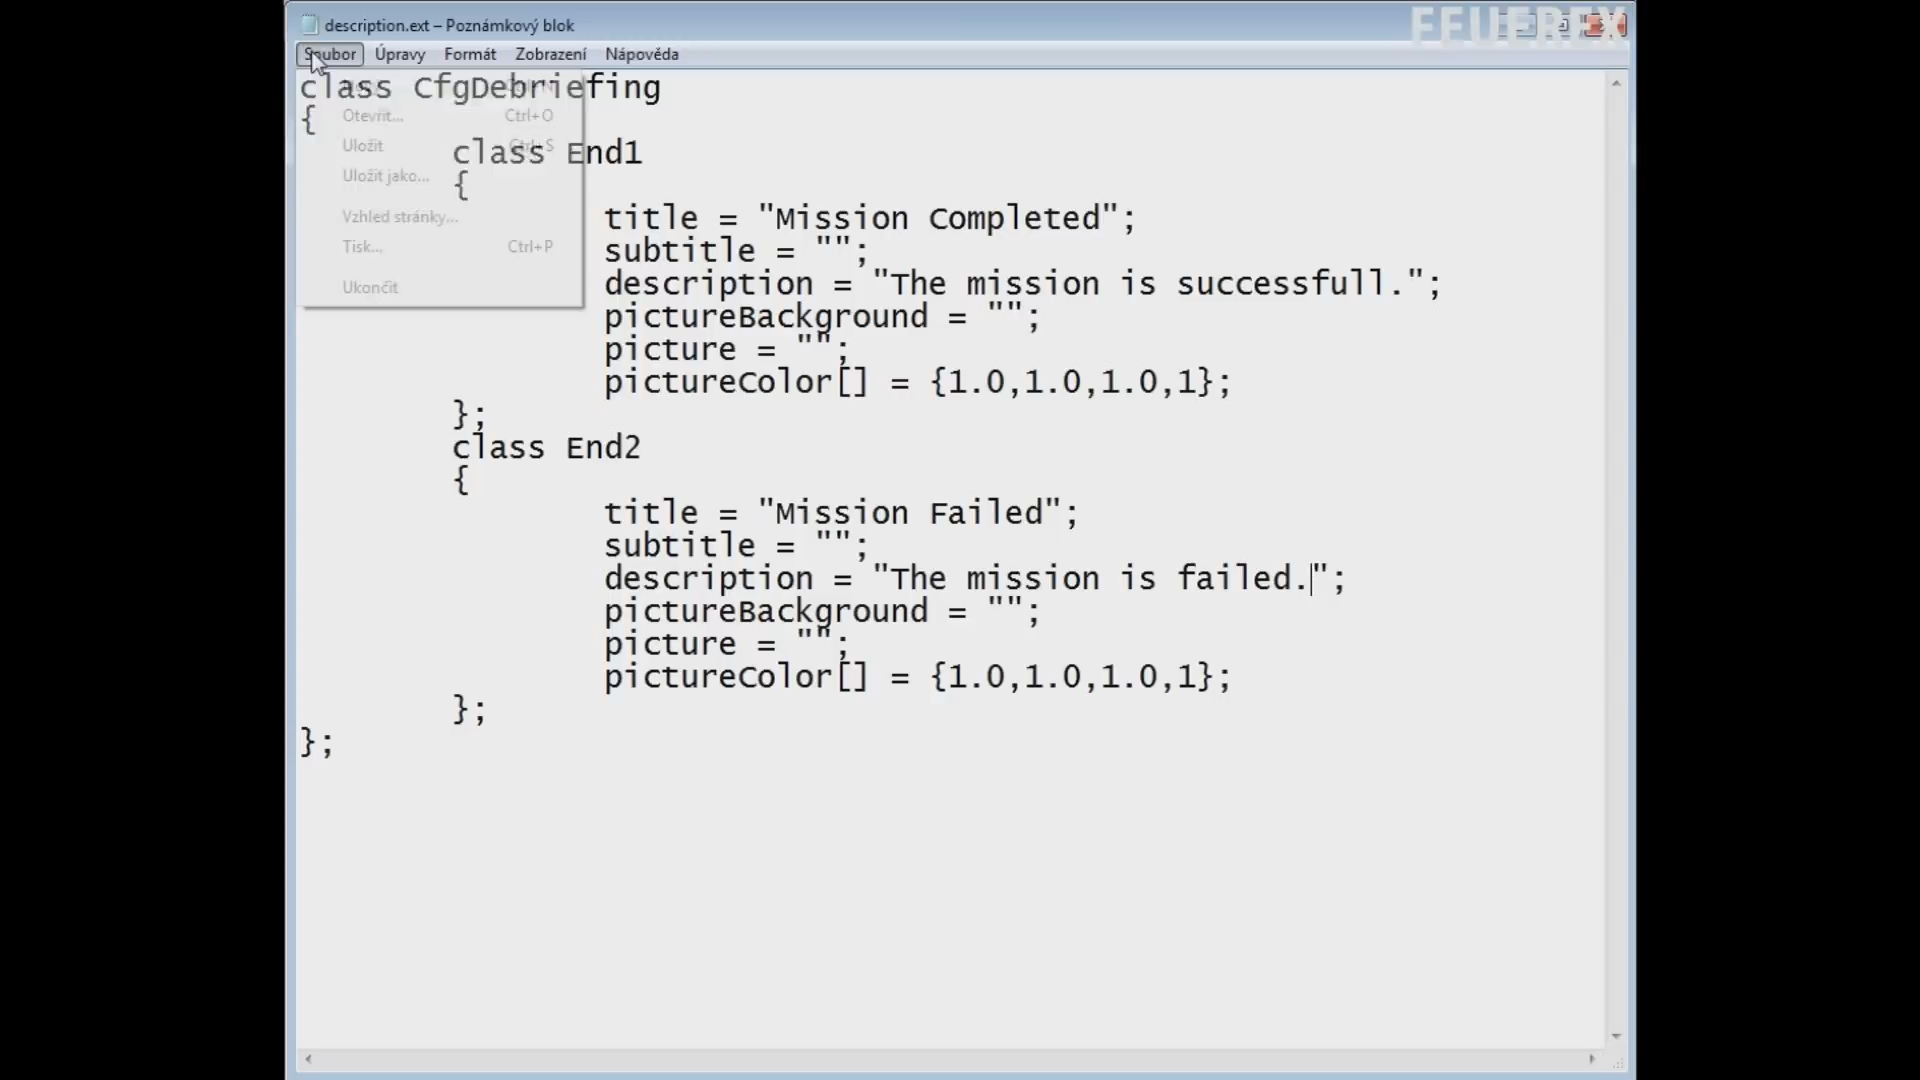 description.ext – Poznámkový blok
FFUEREX
Soubor Úpravy Formát Zobrazení Nápověda
class CfgDebriefing
{
Otevřít... Ctrl+O
Uložit Ctrl+S
class End1
Uložit jako...
{
Vzhled stránky...
title = "Mission Completed";
Tisk... Ctrl+P
subtitle = "";
description = "The mission is successfull.";
Ukončit
pictureBackground = "";
picture = "";
pictureColor[] = {1.0,1.0,1.0,1};
};
class End2
{
title = "Mission Failed";
subtitle = "";
description = "The mission is failed.";
pictureBackground = "";
picture = "";
pictureColor[] = {1.0,1.0,1.0,1};
};
};